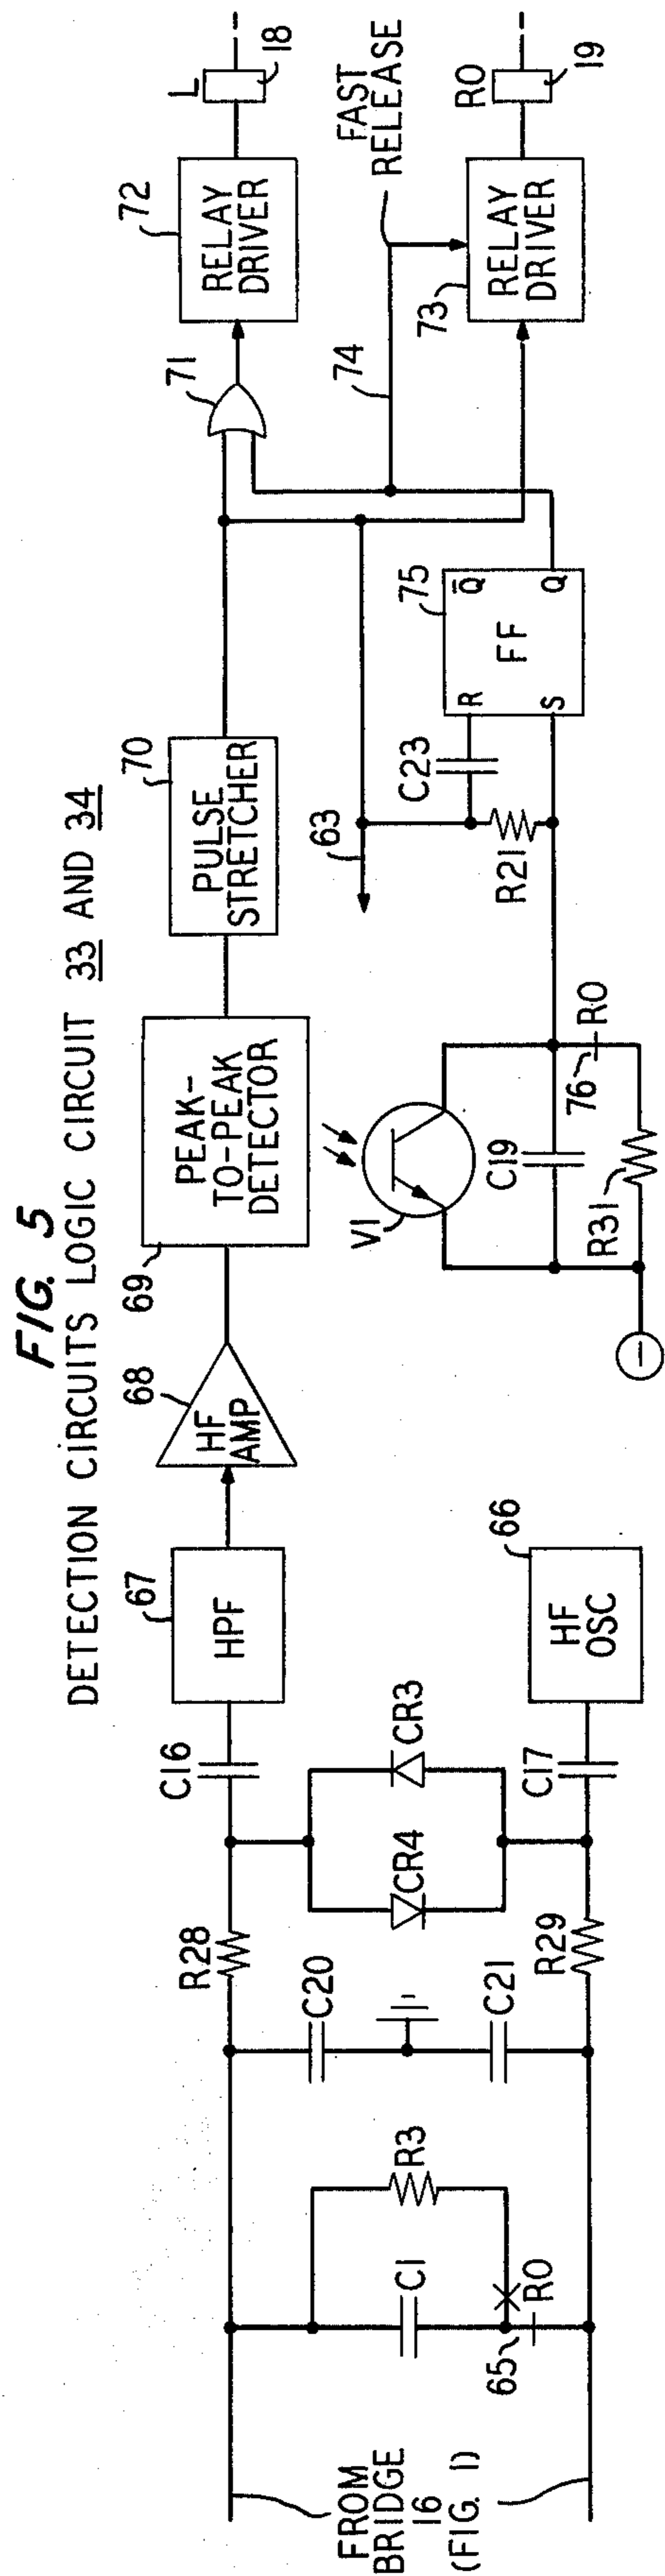 FIG. 5
DETECTION CIRCUITS LOGIC CIRCUIT 33 AND 34
FROM
BRIDGE
16
(FIG. 1)
65
RO
C1
R3
C20
C21
R28
R29
CR4
CR3
C16
C17
67
HPF
66
HF
OSC
68
HF
AMP
69
PEAK-
TO-PEAK
DETECTOR
70
PULSE
STRETCHER
V1
C19
R31
76
RO
−
63
R21
C23
75
R
S
FF
Q̅
Q
71
74
72
RELAY
DRIVER
L
18
FAST
RELEASE
73
RELAY
DRIVER
RO
19